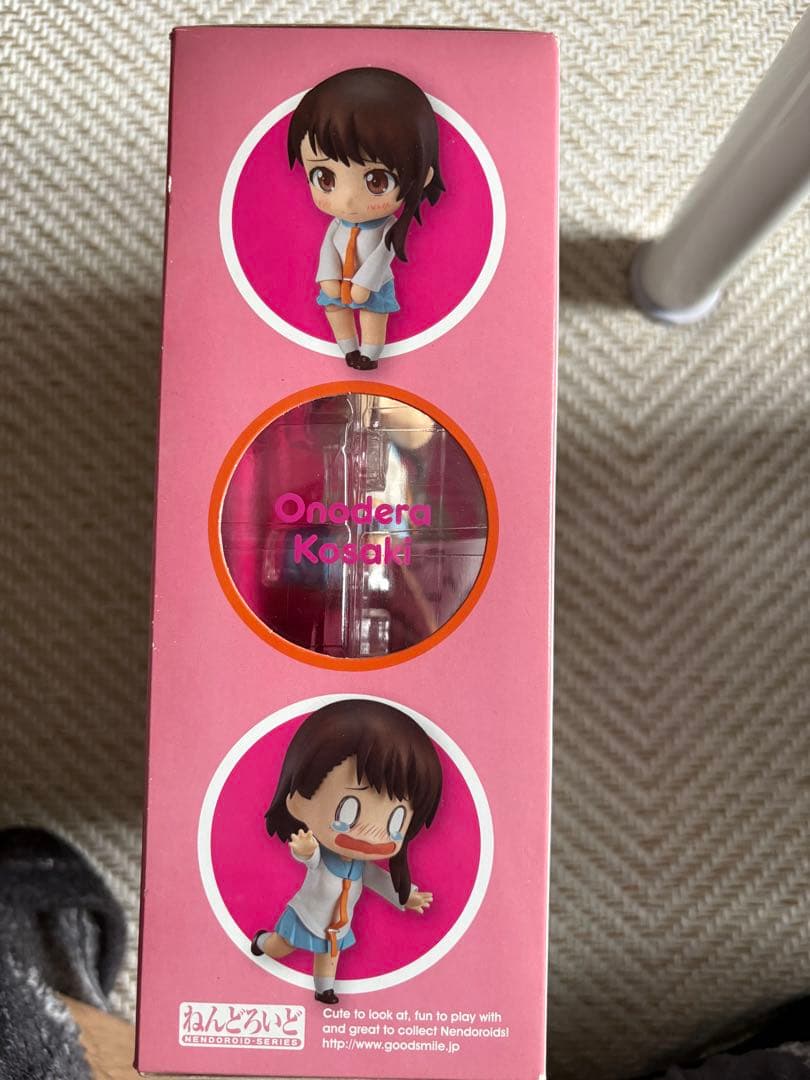 Onodera
Kosaki
ねんどろいど
NENDOROID-SERIES
Cute to look at, fun to play with
and great to collect Nendoroids!
http://www.goodsmile.jp